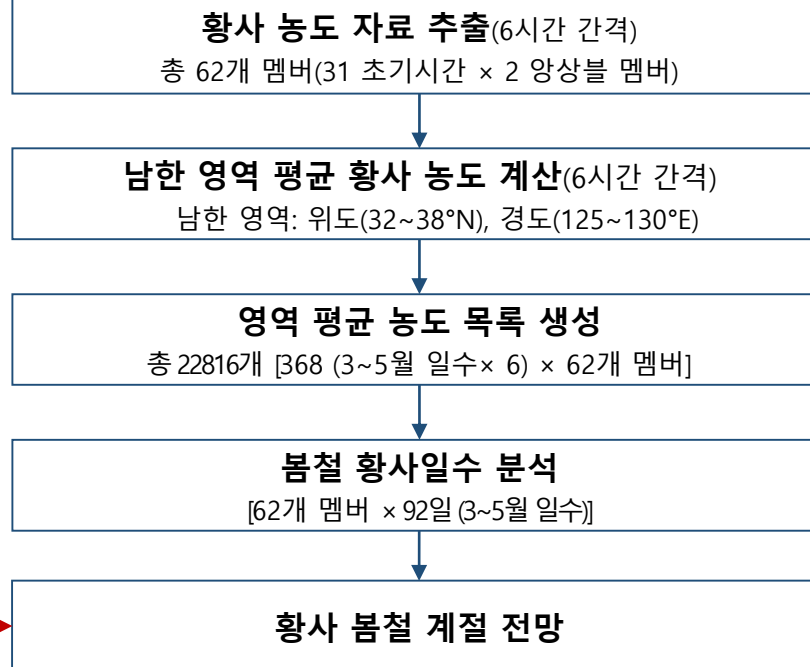 황사 농도 자료 추출(6시간 간격)
총 62개 멤버(31 초기시간 × 2 앙상블 멤버)
남한 영역 평균 황사 농도 계산(6시간 간격)
남한 영역: 위도(32~38°N), 경도(125~130°E)
영역 평균 농도 목록 생성
총 22816개 [368 (3~5월 일수× 6) × 62개 멤버]
봄철 황사일수 분석
[62개 멤버 × 92일 (3~5월 일수)]
황사 봄철 계절 전망